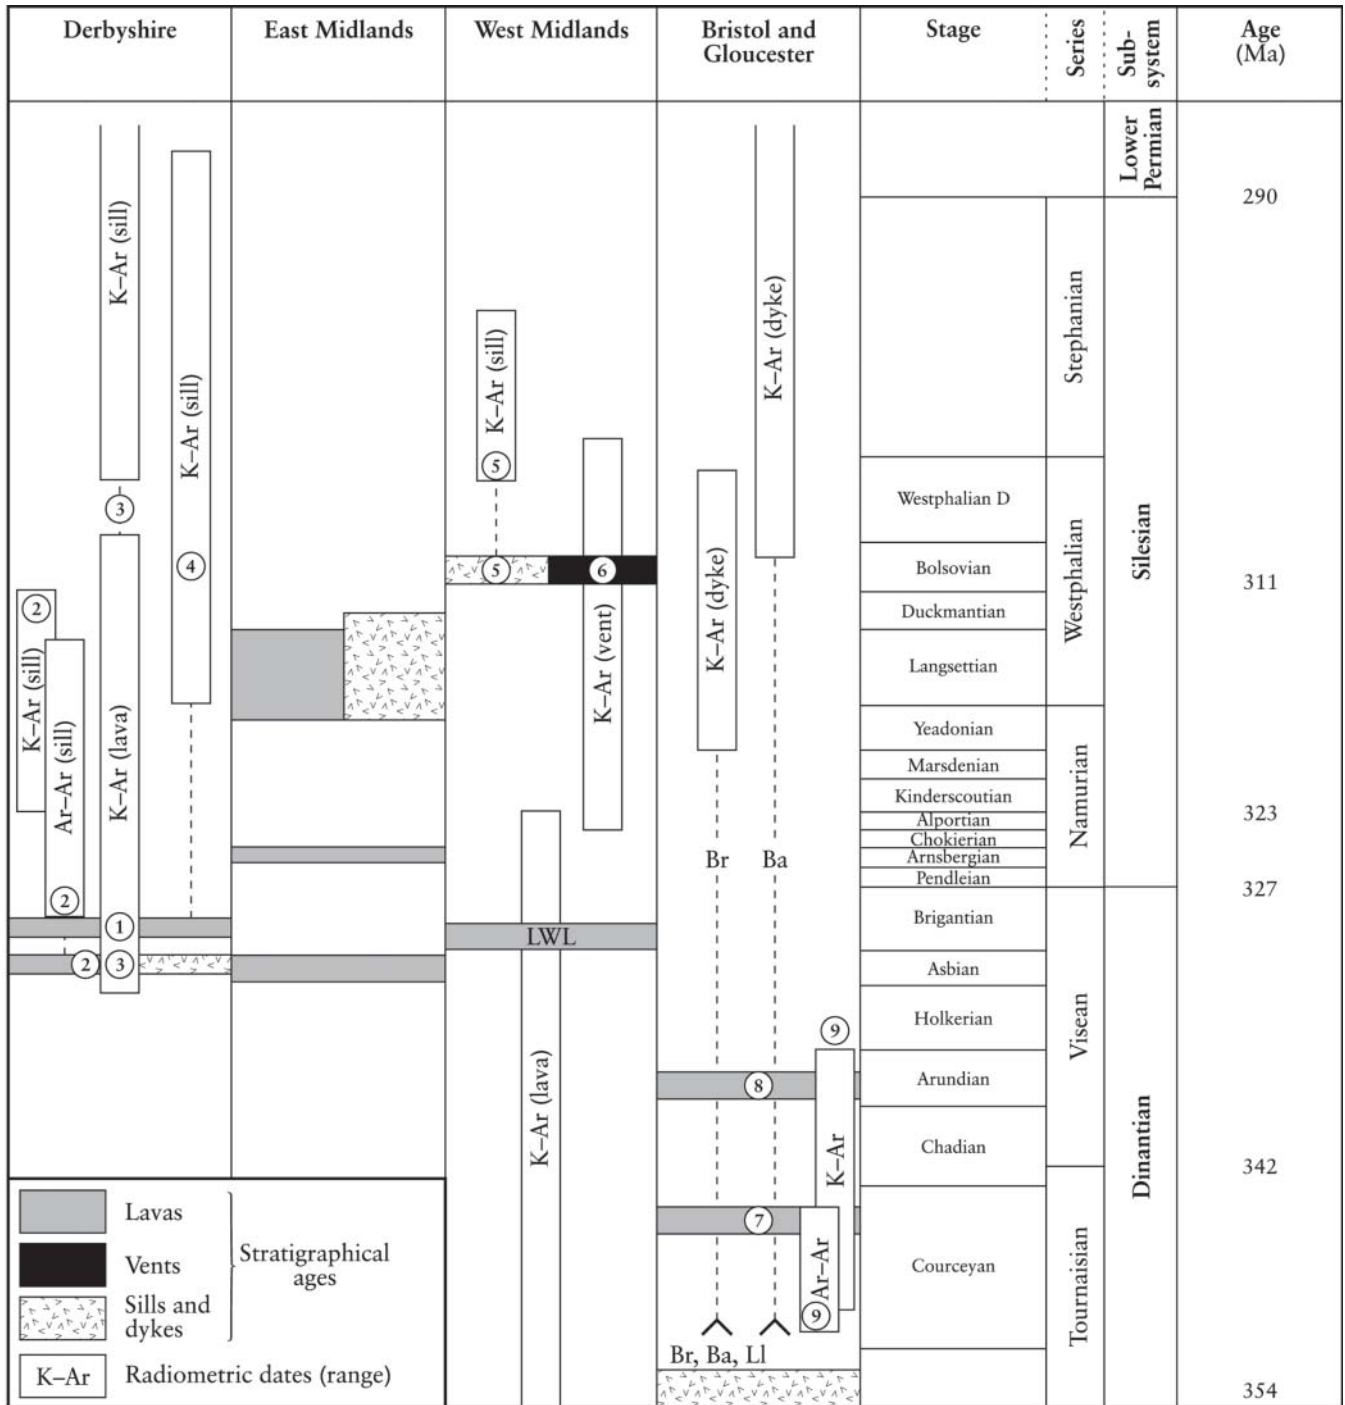 Derbyshire
East Midlands
West Midlands
Bristol and
Gloucester
Stage
Series
Sub-
system
Age
(Ma)
K–Ar (sill)
3
K–Ar (lava)
K–Ar (sill)
4
2
K–Ar (sill)
Ar–Ar (sill)
2
1
2
3
K–Ar (sill)
5
5
6
K–Ar (vent)
LWL
K–Ar (lava)
K–Ar (dyke)
K–Ar (dyke)
Br
Ba
9
8
K–Ar
7
Ar–Ar
9
Br, Ba, Ll
Westphalian D
Bolsovian
Duckmantian
Langsettian
Yeadonian
Marsdenian
Kinderscoutian
Alportian
Chokierian
Arnsbergian
Pendleian
Brigantian
Asbian
Holkerian
Arundian
Chadian
Courceyan
Stephanian
Westphalian
Namurian
Visean
Tournaisian
Lower
Permian
Silesian
Dinantian
290
311
323
327
342
354
Lavas
Vents
Sills and
dykes
Stratigraphical
ages
K–Ar
Radiometric dates (range)